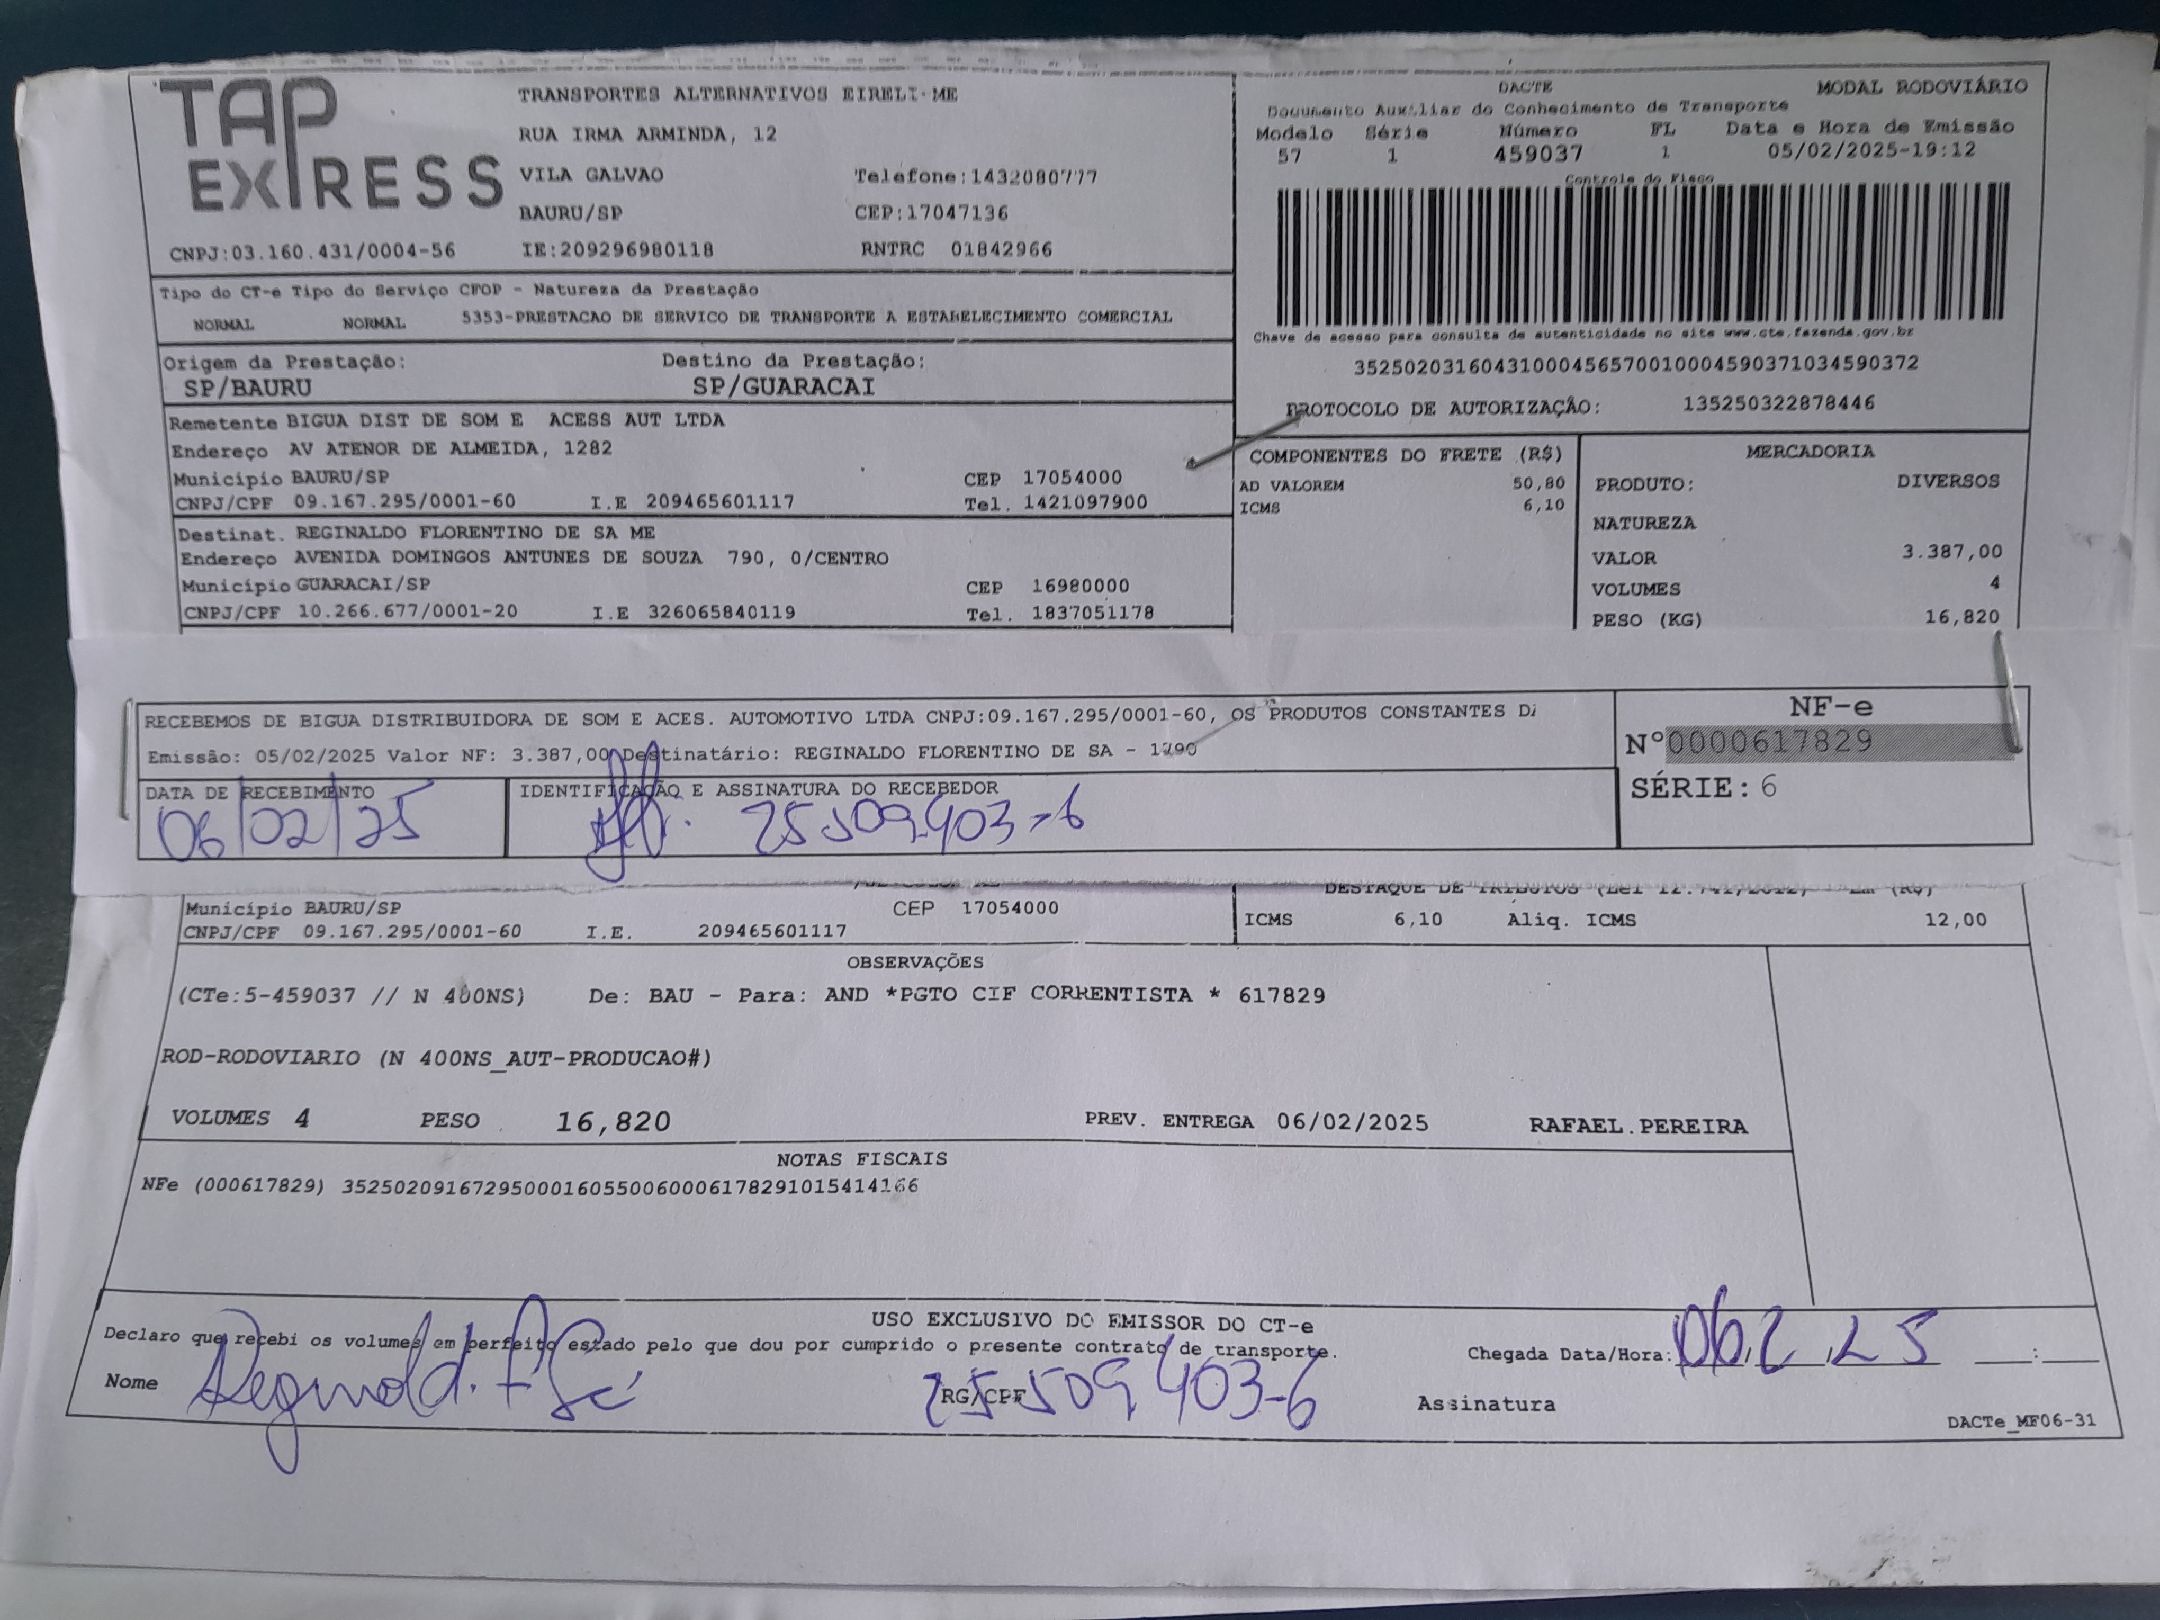 TAP EXPRESS
TRANSPORTES ALTERNATIVOS EIRELI-ME
RUA IRMA ARMINDA, 12
VILA GALVAO Telefone:1432080777
BAURU/SP CEP:17047136
CNPJ:03.160.431/0004-56 IE:209296980118 RNTRC 01842966
DACTE MODAL RODOVIÁRIO
Documento Auxiliar do Conhecimento de Transporte
Modelo Série Número FL Data e Hora de Emissão
57 1 459037 1 05/02/2025-19:12
Controle do Fisco
Chave de acesso para consulta de autenticidade no site www.cte.fazenda.gov.br
35250203160431000456570010004590371034590372
PROTOCOLO DE AUTORIZAÇÃO: 135250322878446
Tipo do CT-e Tipo do Serviço CFOP - Natureza da Prestação
NORMAL NORMAL 5353-PRESTACAO DE SERVICO DE TRANSPORTE A ESTABELECIMENTO COMERCIAL
Origem da Prestação: Destino da Prestação:
SP/BAURU SP/GUARACAI
Remetente BIGUA DIST DE SOM E ACESS AUT LTDA
Endereço AV ATENOR DE ALMEIDA, 1282
Município BAURU/SP CEP 17054000
CNPJ/CPF 09.167.295/0001-60 I.E 209465601117 Tel. 1421097900
Destinat. REGINALDO FLORENTINO DE SA ME
Endereço AVENIDA DOMINGOS ANTUNES DE SOUZA 790, 0/CENTRO
Município GUARACAI/SP CEP 16980000
CNPJ/CPF 10.266.677/0001-20 I.E 326065840119 Tel. 1837051178
COMPONENTES DO FRETE (R$)
AD VALOREM 50,80
ICMS 6,10
MERCADORIA
PRODUTO: DIVERSOS
NATUREZA
VALOR 3.387,00
VOLUMES 4
PESO (KG) 16,820
RECEBEMOS DE BIGUA DISTRIBUIDORA DE SOM E ACES. AUTOMOTIVO LTDA CNPJ:09.167.295/0001-60, OS PRODUTOS CONSTANTES DA
Emissão: 05/02/2025 Valor NF: 3.387,00 Destinatário: REGINALDO FLORENTINO DE SA - 1290
DATA DE RECEBIMENTO IDENTIFICAÇÃO E ASSINATURA DO RECEBEDOR
06/02/25 25509403-6
NF-e
Nº0000617829
SÉRIE: 6
DESTAQUE DE TRIBUTOS (Lei 12.741/2012) Em (R$)
Município BAURU/SP CEP 17054000
CNPJ/CPF 09.167.295/0001-60 I.E. 209465601117
ICMS 6,10 Aliq. ICMS 12,00
OBSERVAÇÕES
(CTe:5-459037 // N 400NS) De: BAU - Para: AND *PGTO CIF CORRENTISTA * 617829
ROD-RODOVIARIO (N 400NS_AUT-PRODUCAO#)
VOLUMES 4 PESO 16,820 PREV. ENTREGA 06/02/2025 RAFAEL.PEREIRA
NOTAS FISCAIS
NFe (000617829) 35250209167295000160550060006178291015414166
USO EXCLUSIVO DO EMISSOR DO CT-e
Declaro que recebi os volumes em perfeito estado pelo que dou por cumprido o presente contrato de transporte.
Chegada Data/Hora: 06 2 25 :
Nome Reginald. F Sá RG/CPF 25 509 403-6 Assinatura
DACTe_MF06-31